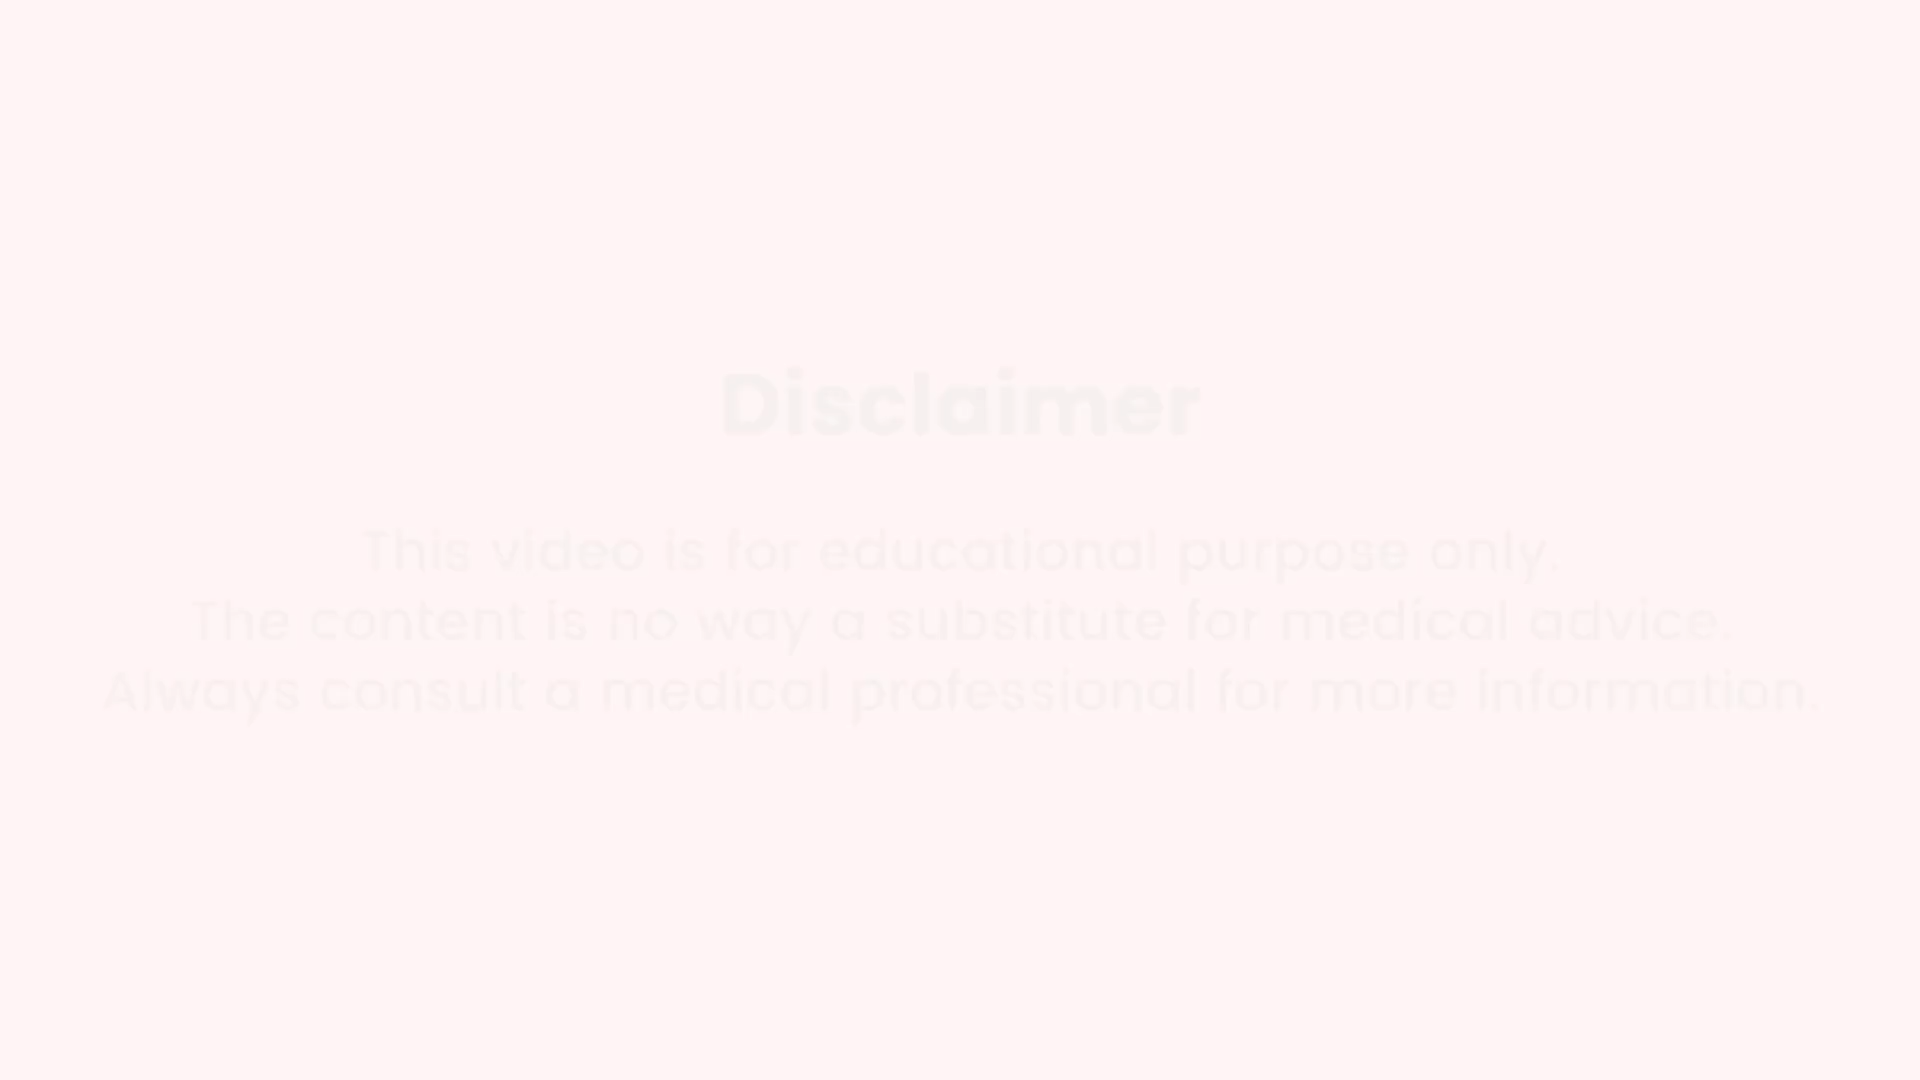 Disclaimer
This video is for educational purpose only.
The content is no way a substitute for medical advice.
Always consult a medical professional for more information.